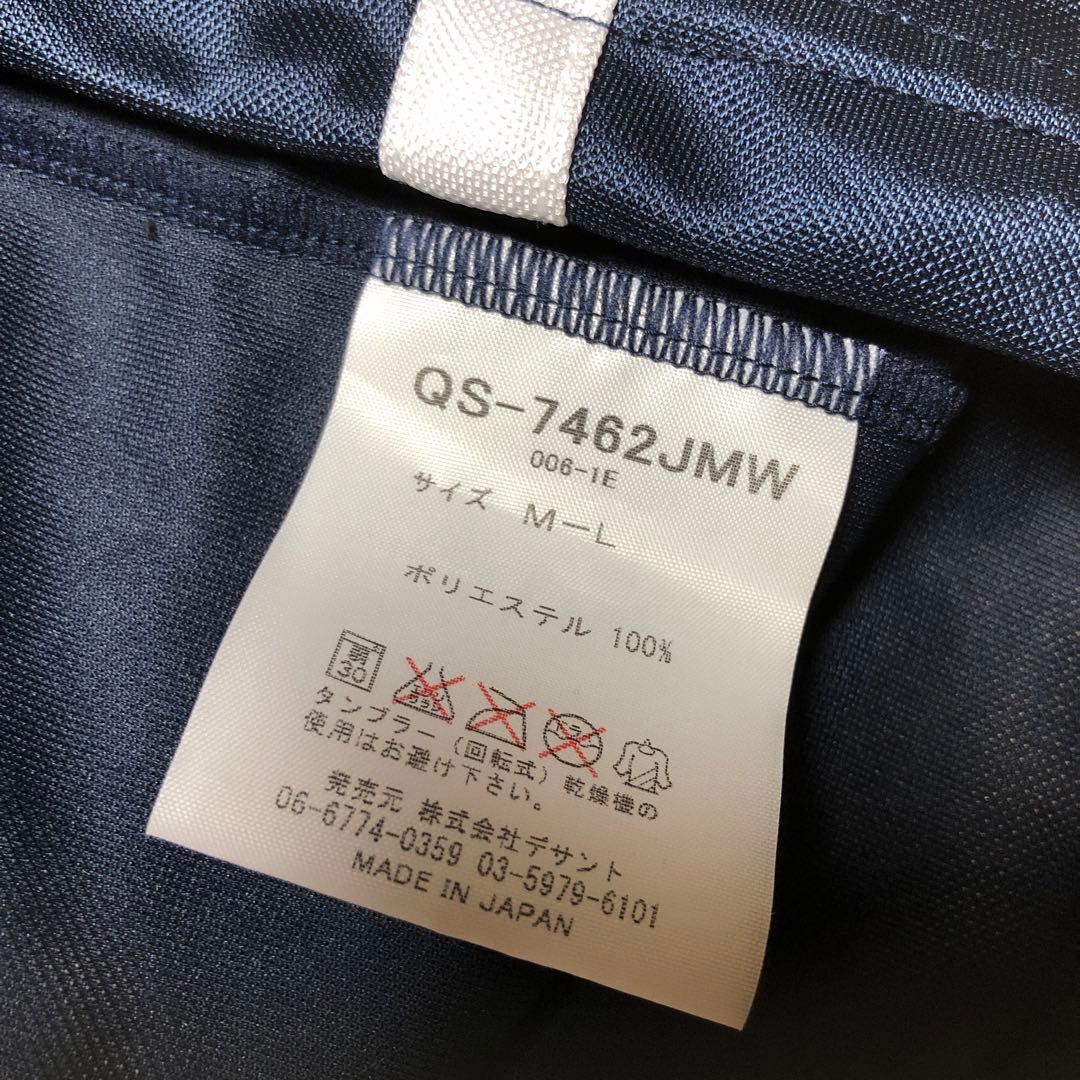 QS-7462JMW
006-1E
サイズ M-L
ポリエステル 100%
30
タンブラー(回転式)乾燥機の
使用はお避け下さい。
発売元 株式会社デサント
06-6774-0359 03-5979-6101
MADE IN JAPAN